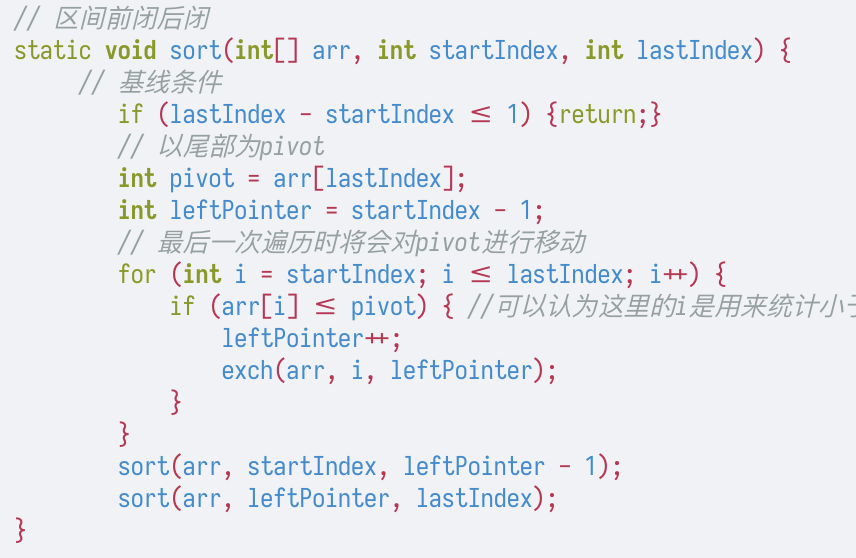 // 区间前闭后闭
static void sort(int[] arr, int startIndex, int lastIndex) {
// 基线条件
if (lastIndex - startIndex <= 1) {return;}
// 以尾部为pivot
int pivot = arr[lastIndex];
int leftPointer = startIndex - 1;
// 最后一次遍历时将会对pivot进行移动
for (int i = startIndex; i <= lastIndex; i++) {
if (arr[i] <= pivot) { //可以认为这里的i是用来统计小于
leftPointer++;
exch(arr, i, leftPointer);
}
}
sort(arr, startIndex, leftPointer - 1);
sort(arr, leftPointer, lastIndex);
}